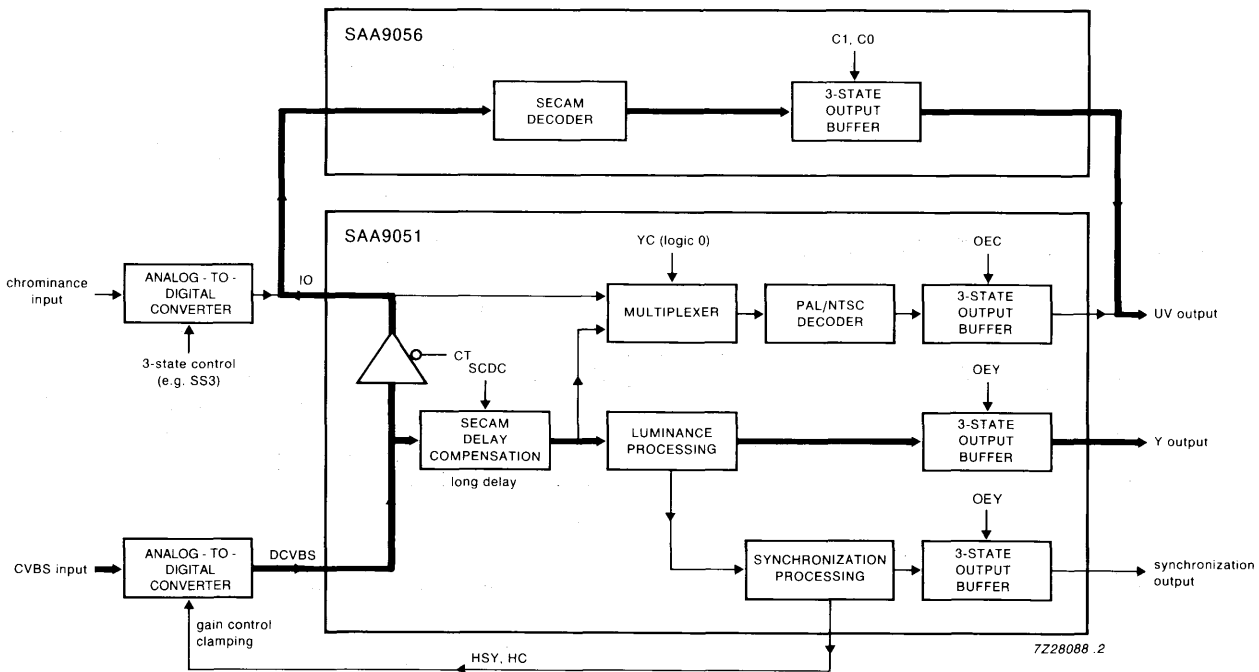 SAA9056
C1, C0
SECAM
DECODER
3-STATE
OUTPUT
BUFFER
SAA9051
YC (logic 0)
OEC
chrominance
input
ANALOG - TO -
DIGITAL
CONVERTER
IO
MULTIPLEXER
PAL/NTSC
DECODER
3-STATE
OUTPUT
BUFFER
UV output
3-state control
(e.g. SS3)
CT
SCDC
OEY
SECAM
DELAY
COMPENSATION
long delay
LUMINANCE
PROCESSING
3-STATE
OUTPUT
BUFFER
Y output
OEY
CVBS input
ANALOG - TO -
DIGITAL
CONVERTER
DCVBS
SYNCHRONIZATION
PROCESSING
3-STATE
OUTPUT
BUFFER
synchronization
output
gain control
clamping
HSY, HC
7Z28088.2